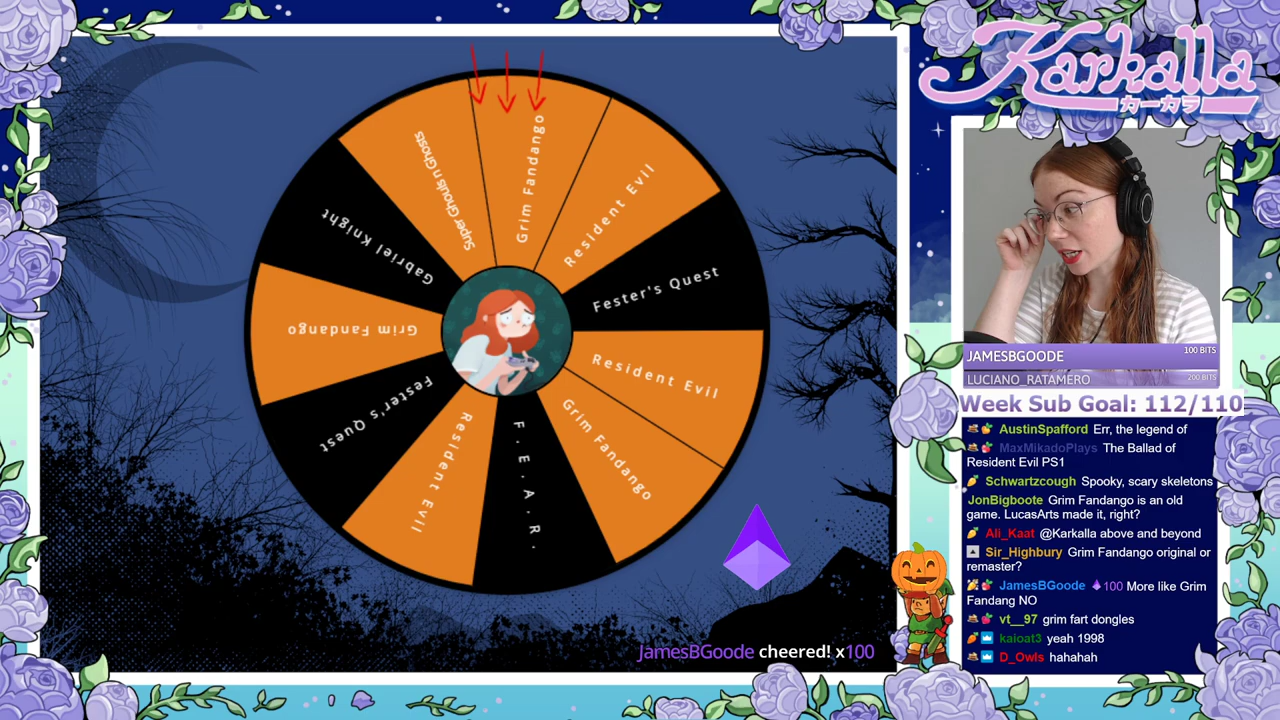 Karkalla
カーカラ
Super Ghouls n Ghosts
Grim Fandango
Resident Evil
Fester's Quest
Resident Evil
Grim Fandango
F.E.A.R.
Resident Evil
Fester's Quest
Grim Fandango
Gabriel Knight
JamesBGoode cheered! x100
JAMESBGOODE 100 BITS
LUCIANO_RATAMERO 200 BITS
Week Sub Goal: 112/110
AustinSpafford Err, the legend of
MaxMikadoPlays The Ballad of
Resident Evil PS1
Schwartzcough Spooky, scary skeletons
JonBigboote Grim Fandango is an old
game. LucasArts made it, right?
Ali_Kaat @Karkalla above and beyond
Sir_Highbury Grim Fandango original or
remaster?
JamesBGoode 100 More like Grim
Fandang NO
vt__97 grim fart dongles
kaioat3 yeah 1998
D_Owls hahahah